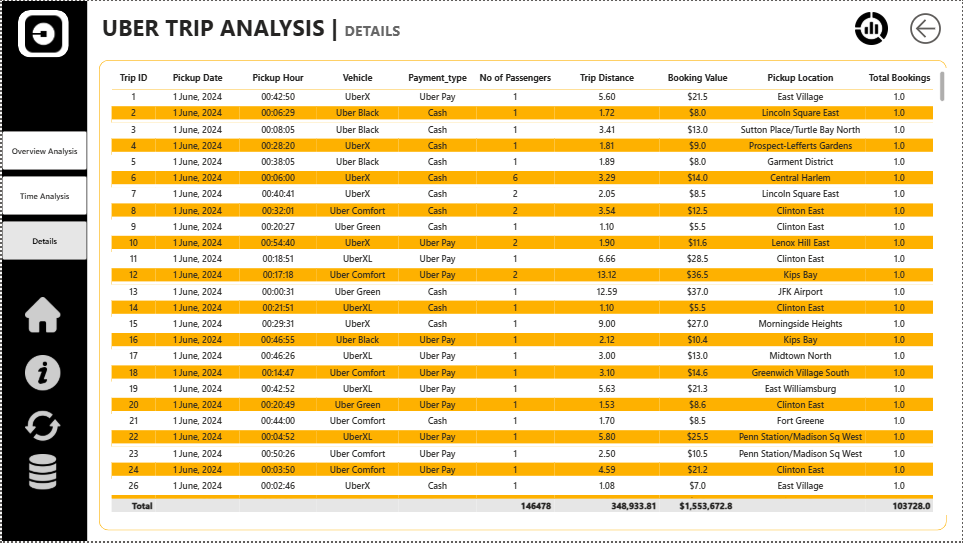 UBER TRIP ANALYSIS | DETAILS
Overview Analysis
Time Analysis
Details
Trip ID Pickup Date Pickup Hour Vehicle Payment_type No of Passengers Trip Distance Booking Value Pickup Location Total Bookings
1 1 June, 2024 00:42:50 UberX Uber Pay 1 5.60 $21.5 East Village 1.0
2 1 June, 2024 00:06:29 Uber Black Cash 1 1.72 $8.0 Lincoln Square East 1.0
3 1 June, 2024 00:08:05 Uber Black Cash 1 3.41 $13.0 Sutton Place/Turtle Bay North 1.0
4 1 June, 2024 00:28:20 UberX Cash 1 1.81 $9.0 Prospect-Lefferts Gardens 1.0
5 1 June, 2024 00:38:05 Uber Black Cash 1 1.89 $8.0 Garment District 1.0
6 1 June, 2024 00:06:00 UberX Cash 6 3.29 $14.0 Central Harlem 1.0
7 1 June, 2024 00:40:41 UberX Cash 2 2.05 $8.5 Lincoln Square East 1.0
8 1 June, 2024 00:32:01 Uber Comfort Cash 2 3.54 $12.5 Clinton East 1.0
9 1 June, 2024 00:20:27 Uber Green Cash 1 1.10 $5.5 Clinton East 1.0
10 1 June, 2024 00:54:40 UberX Uber Pay 2 1.90 $11.6 Lenox Hill East 1.0
11 1 June, 2024 00:18:51 UberXL Uber Pay 1 6.66 $28.5 Clinton East 1.0
12 1 June, 2024 00:17:18 Uber Comfort Uber Pay 2 13.12 $36.5 Kips Bay 1.0
13 1 June, 2024 00:00:31 Uber Green Cash 1 12.59 $37.0 JFK Airport 1.0
14 1 June, 2024 00:21:51 UberXL Cash 1 1.10 $5.5 Clinton East 1.0
15 1 June, 2024 00:29:31 UberX Cash 1 9.00 $27.0 Morningside Heights 1.0
16 1 June, 2024 00:46:55 Uber Black Uber Pay 1 2.12 $10.4 Kips Bay 1.0
17 1 June, 2024 00:46:26 UberXL Uber Pay 1 3.00 $13.0 Midtown North 1.0
18 1 June, 2024 00:14:47 Uber Comfort Uber Pay 1 3.10 $14.6 Greenwich Village South 1.0
19 1 June, 2024 00:42:52 UberXL Uber Pay 1 5.63 $21.3 East Williamsburg 1.0
20 1 June, 2024 00:20:49 Uber Green Uber Pay 1 1.53 $8.6 Clinton East 1.0
21 1 June, 2024 00:44:00 Uber Comfort Cash 1 1.70 $8.5 Fort Greene 1.0
22 1 June, 2024 00:04:52 UberXL Uber Pay 1 5.80 $25.5 Penn Station/Madison Sq West 1.0
23 1 June, 2024 00:50:26 Uber Comfort Uber Pay 1 2.50 $10.5 Penn Station/Madison Sq West 1.0
24 1 June, 2024 00:03:50 Uber Comfort Uber Pay 1 4.59 $21.2 Clinton East 1.0
26 1 June, 2024 00:02:46 UberX Cash 1 1.08 $7.0 East Village 1.0
Total 146478 348,933.81 $1,553,672.8 103728.0